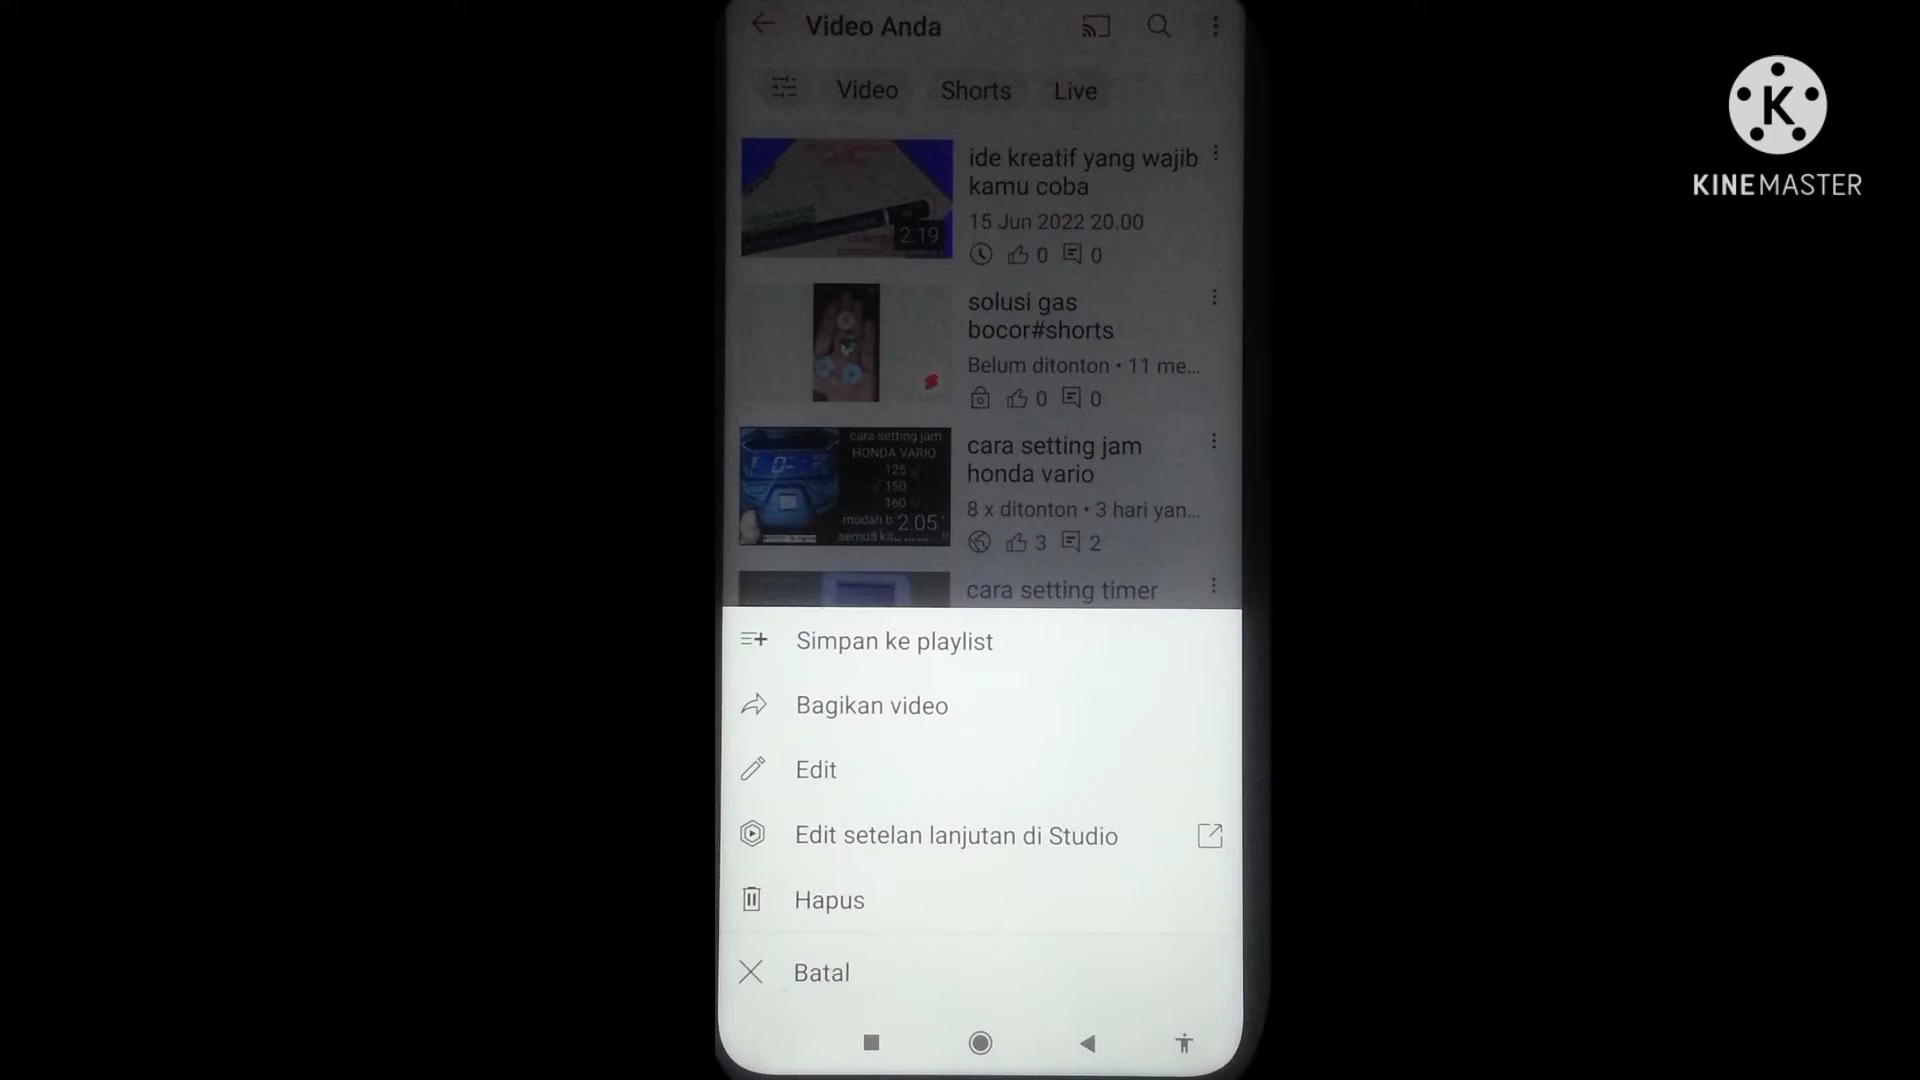 Video Anda
Video
Shorts
Live
ide kreatif yang wajib
kamu coba
15 Jun 2022 20.00
0
0
2.19
solusi gas
bocor#shorts
Belum ditonton • 11 me...
0
0
cara setting jam
HONDA VARIO
125
150
160
mudah b
2.05
semua
cara setting jam
honda vario
8 x ditonton • 3 hari yan...
3
2
cara setting timer
Simpan ke playlist
Bagikan video
Edit
Edit setelan lanjutan di Studio
Hapus
Batal
K
KINEMASTER